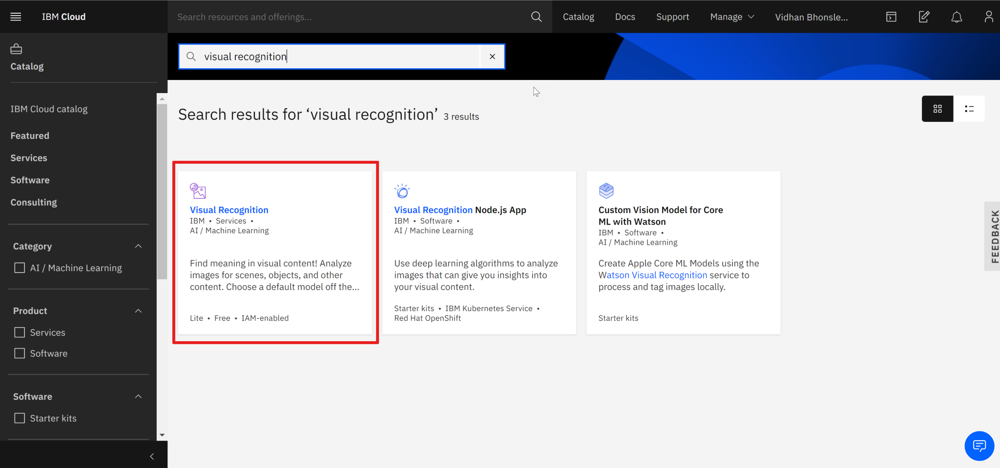 IBM Cloud
Search resources and offerings...
Catalog
Docs
Support
Manage
Vidhan Bhonsle...
Catalog
IBM Cloud catalog
Featured
Services
Software
Consulting
Category
AI / Machine Learning
Product
Services
Software
Software
Starter kits
visual recognition
Search results for ‘visual recognition’ 3 results
Visual Recognition
IBM • Services •
AI / Machine Learning
Find meaning in visual content! Analyze
images for scenes, objects, and other
content. Choose a default model off the...
Lite • Free • IAM-enabled
Visual Recognition Node.js App
IBM • Software •
AI / Machine Learning
Use deep learning algorithms to analyze
images that can give you insights into
your visual content.
Starter kits • IBM Kubernetes Service •
Red Hat OpenShift
Custom Vision Model for Core
ML with Watson
IBM • Software •
AI / Machine Learning
Create Apple Core ML Models using the
Watson Visual Recognition service to
process and tag images locally.
Starter kits
FEEDBACK